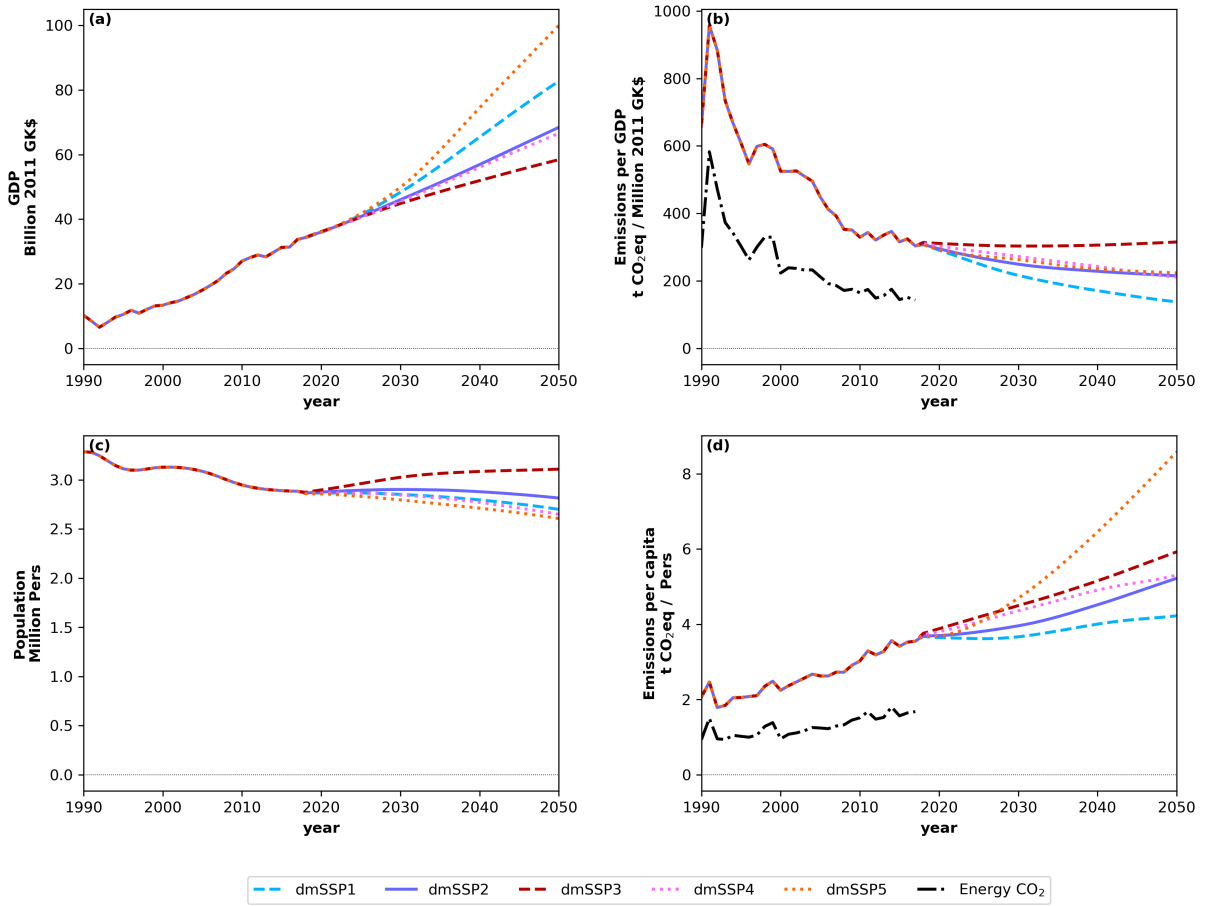 (a)
GDP
Billion 2011 GK$
100
80
60
40
20
0
1990 2000 2010 2020 2030 2040 2050
year
(b)
Emissions per GDP
t CO₂eq / Million 2011 GK$
1000
800
600
400
200
0
1990 2000 2010 2020 2030 2040 2050
year
(c)
Population
Million Pers
3.0
2.5
2.0
1.5
1.0
0.5
0.0
1990 2000 2010 2020 2030 2040 2050
year
(d)
Emissions per capita
t CO₂eq / Pers
8
6
4
2
0
1990 2000 2010 2020 2030 2040 2050
year
dmSSP1 dmSSP2 dmSSP3 dmSSP4 dmSSP5 Energy CO₂